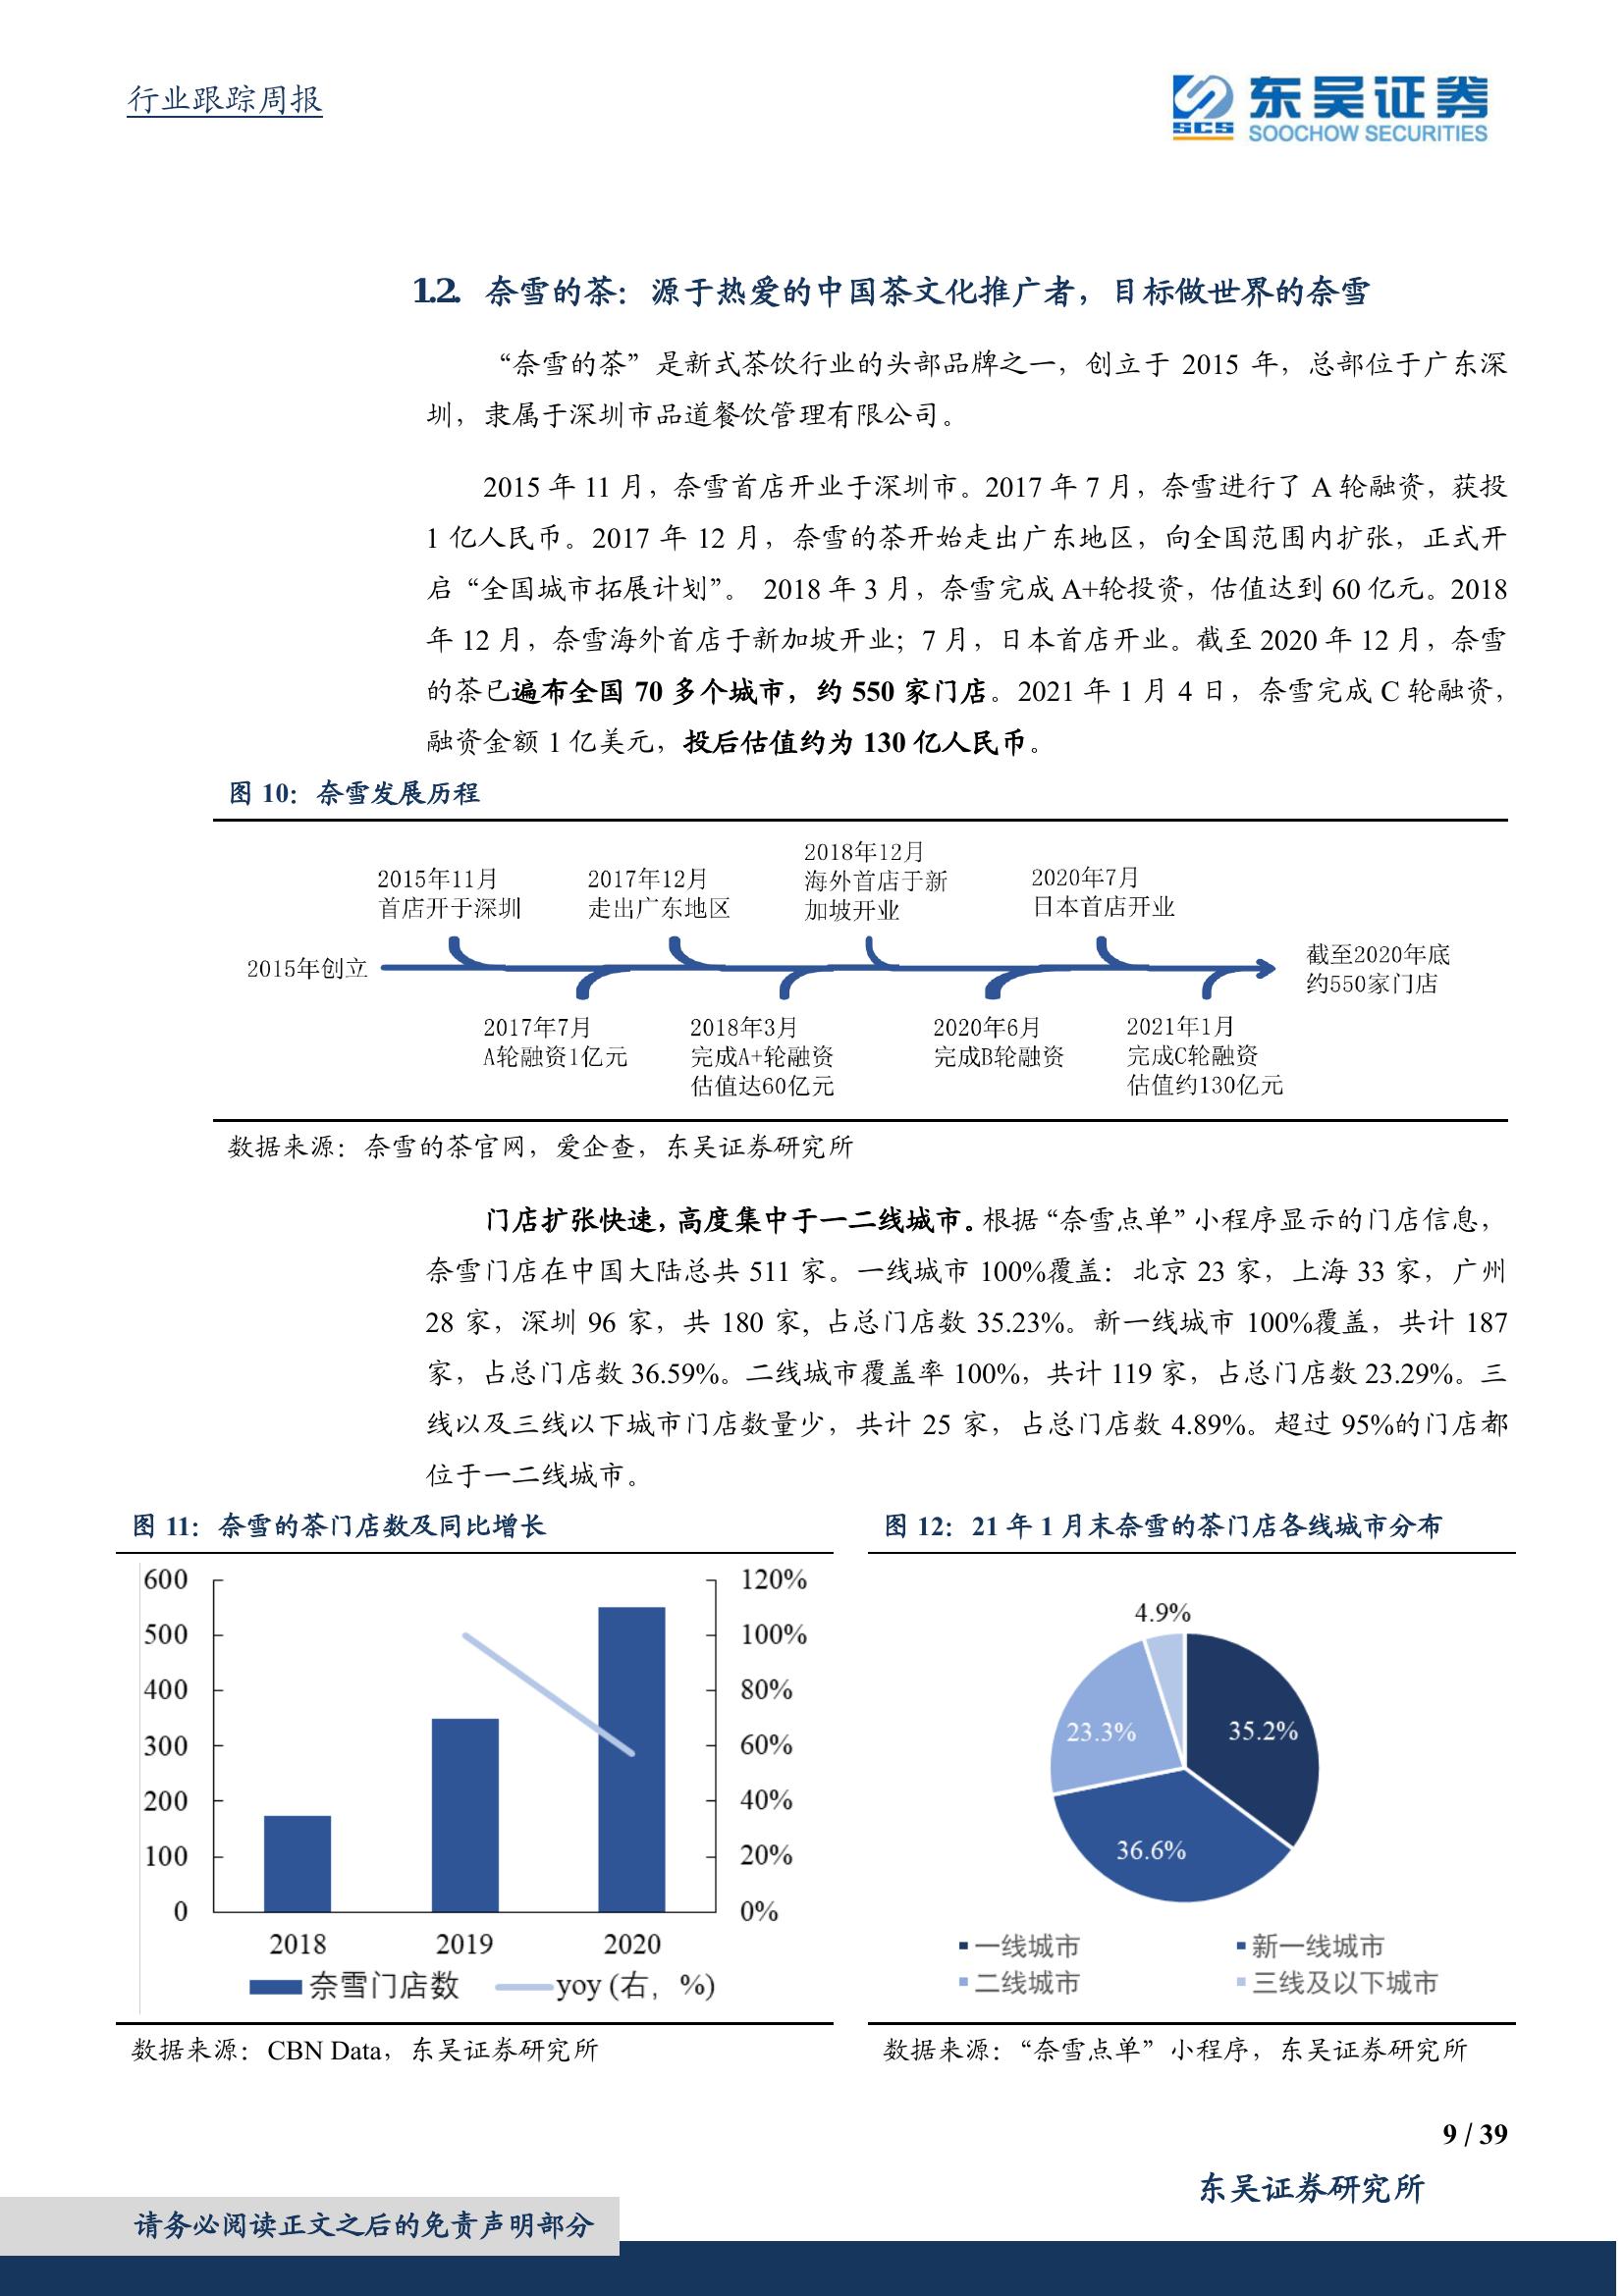 行业跟踪周报
东吴证券
SCS
SOOCHOW SECURITIES
1.2. 奈雪的茶：源于热爱的中国茶文化推广者，目标做世界的奈雪
“奈雪的茶”是新式茶饮行业的头部品牌之一，创立于 2015 年，总部位于广东深
圳，隶属于深圳市品道餐饮管理有限公司。
2015 年 11 月，奈雪首店开业于深圳市。2017 年 7 月，奈雪进行了 A 轮融资，获投
1 亿人民币。2017 年 12 月，奈雪的茶开始走出广东地区，向全国范围内扩张，正式开
启“全国城市拓展计划”。 2018 年 3 月，奈雪完成 A+轮投资，估值达到 60 亿元。2018
年 12 月，奈雪海外首店于新加坡开业；7 月，日本首店开业。截至 2020 年 12 月，奈雪
的茶已遍布全国 70 多个城市，约 550 家门店。2021 年 1 月 4 日，奈雪完成 C 轮融资，
融资金额 1 亿美元，投后估值约为 130 亿人民币。
图 10：奈雪发展历程
2015年创立
2015年11月
首店开于深圳
2017年7月
A轮融资1亿元
2017年12月
走出广东地区
2018年3月
完成A+轮融资
估值达60亿元
2018年12月
海外首店于新
加坡开业
2020年6月
完成B轮融资
2020年7月
日本首店开业
2021年1月
完成C轮融资
估值约130亿元
截至2020年底
约550家门店
数据来源：奈雪的茶官网，爱企查，东吴证券研究所
门店扩张快速，高度集中于一二线城市。根据“奈雪点单”小程序显示的门店信息，
奈雪门店在中国大陆总共 511 家。一线城市 100%覆盖：北京 23 家，上海 33 家，广州
28 家，深圳 96 家，共 180 家, 占总门店数 35.23%。新一线城市 100%覆盖，共计 187
家，占总门店数 36.59%。二线城市覆盖率 100%，共计 119 家，占总门店数 23.29%。三
线以及三线以下城市门店数量少，共计 25 家，占总门店数 4.89%。超过 95%的门店都
位于一二线城市。
图 11：奈雪的茶门店数及同比增长
600
500
400
300
200
100
0
120%
100%
80%
60%
40%
20%
0%
2018 2019 2020
奈雪门店数 yoy (右，%)
数据来源：CBN Data，东吴证券研究所
图 12：21 年 1 月末奈雪的茶门店各线城市分布
4.9%
35.2%
23.3%
36.6%
一线城市 新一线城市
二线城市 三线及以下城市
数据来源：“奈雪点单”小程序，东吴证券研究所
9 / 39
东吴证券研究所
请务必阅读正文之后的免责声明部分